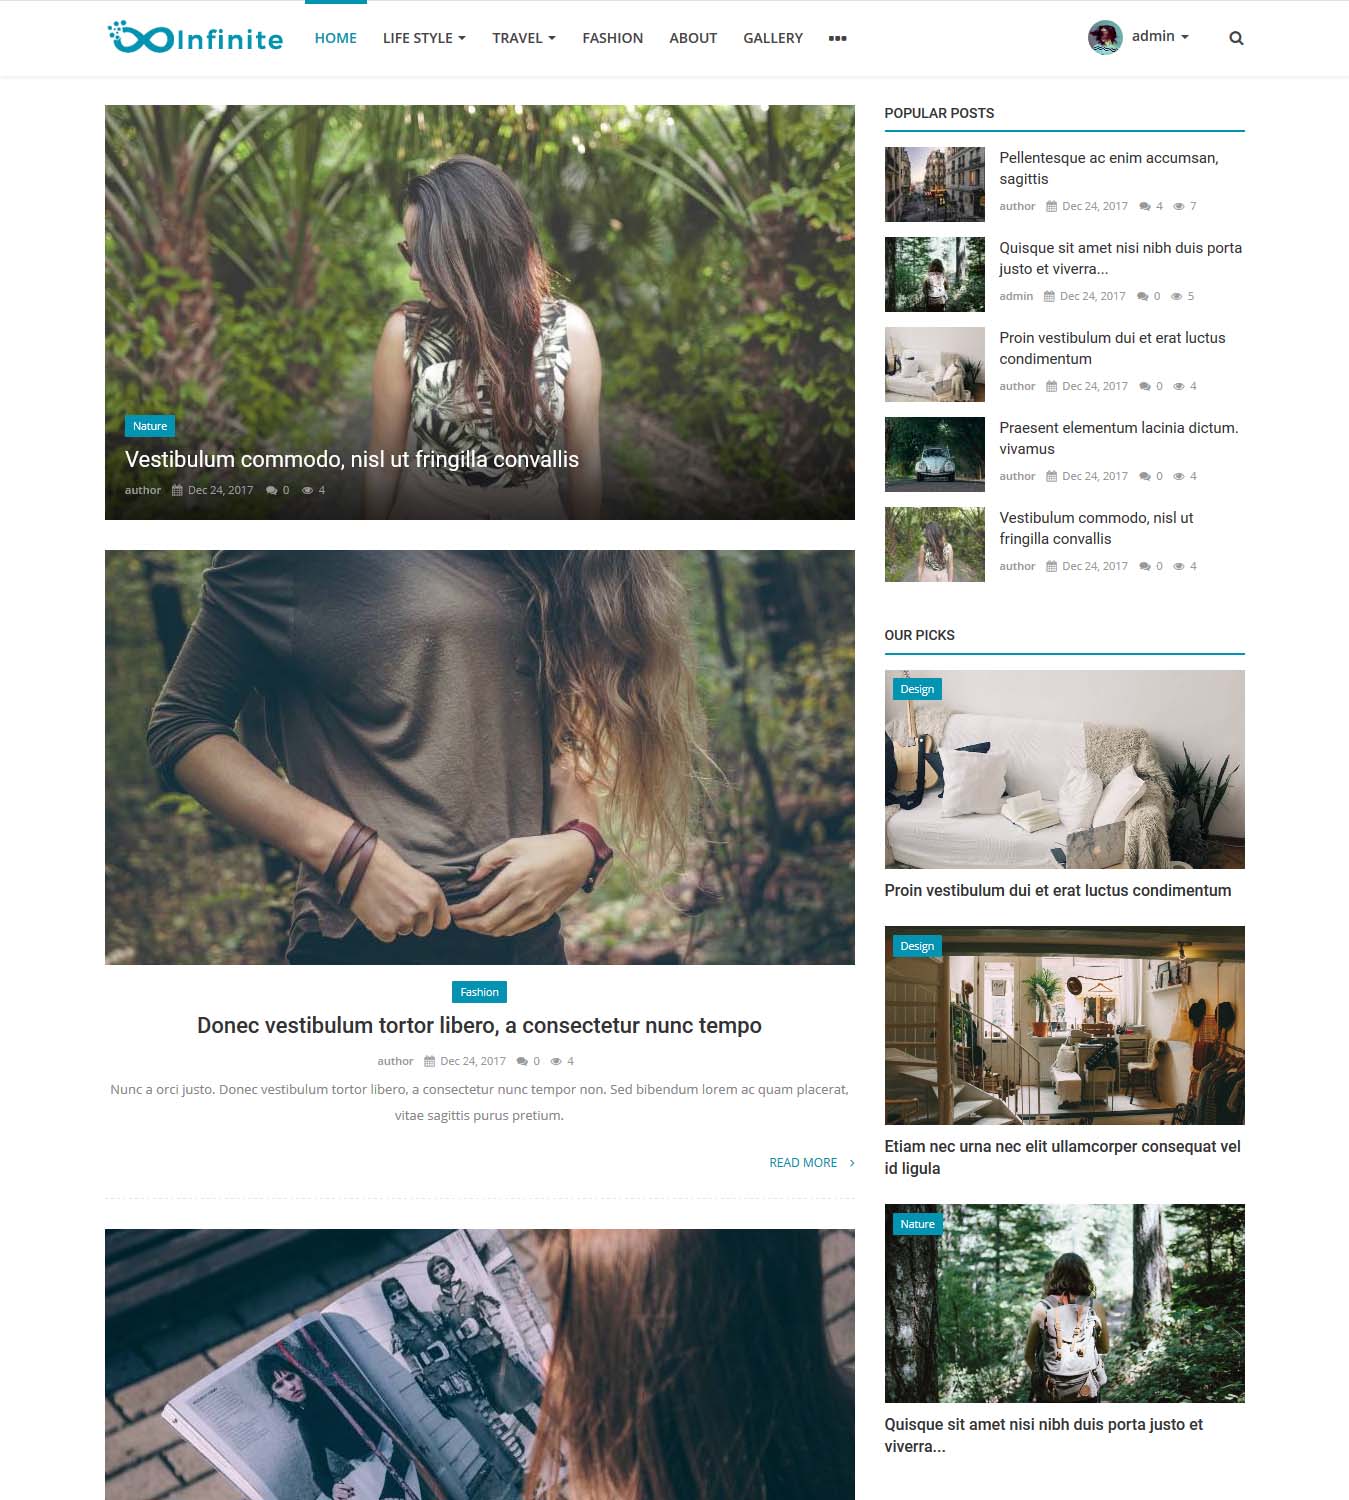 Infinite
HOME
LIFE STYLE
TRAVEL
FASHION
ABOUT
GALLERY
admin
Nature
Vestibulum commodo, nisl ut fringilla convallis
author Dec 24, 2017 0 4
Fashion
Donec vestibulum tortor libero, a consectetur nunc tempo
author Dec 24, 2017 0 4
Nunc a orci justo. Donec vestibulum tortor libero, a consectetur nunc tempor non. Sed bibendum lorem ac quam placerat,
vitae sagittis purus pretium.
READ MORE
POPULAR POSTS
Pellentesque ac enim accumsan,
sagittis
author Dec 24, 2017 4 7
Quisque sit amet nisi nibh duis porta
justo et viverra...
admin Dec 24, 2017 0 5
Proin vestibulum dui et erat luctus
condimentum
author Dec 24, 2017 0 4
Praesent elementum lacinia dictum.
vivamus
author Dec 24, 2017 0 4
Vestibulum commodo, nisl ut
fringilla convallis
author Dec 24, 2017 0 4
OUR PICKS
Design
Proin vestibulum dui et erat luctus condimentum
Design
Etiam nec urna nec elit ullamcorper consequat vel
id ligula
Nature
Quisque sit amet nisi nibh duis porta justo et
viverra...